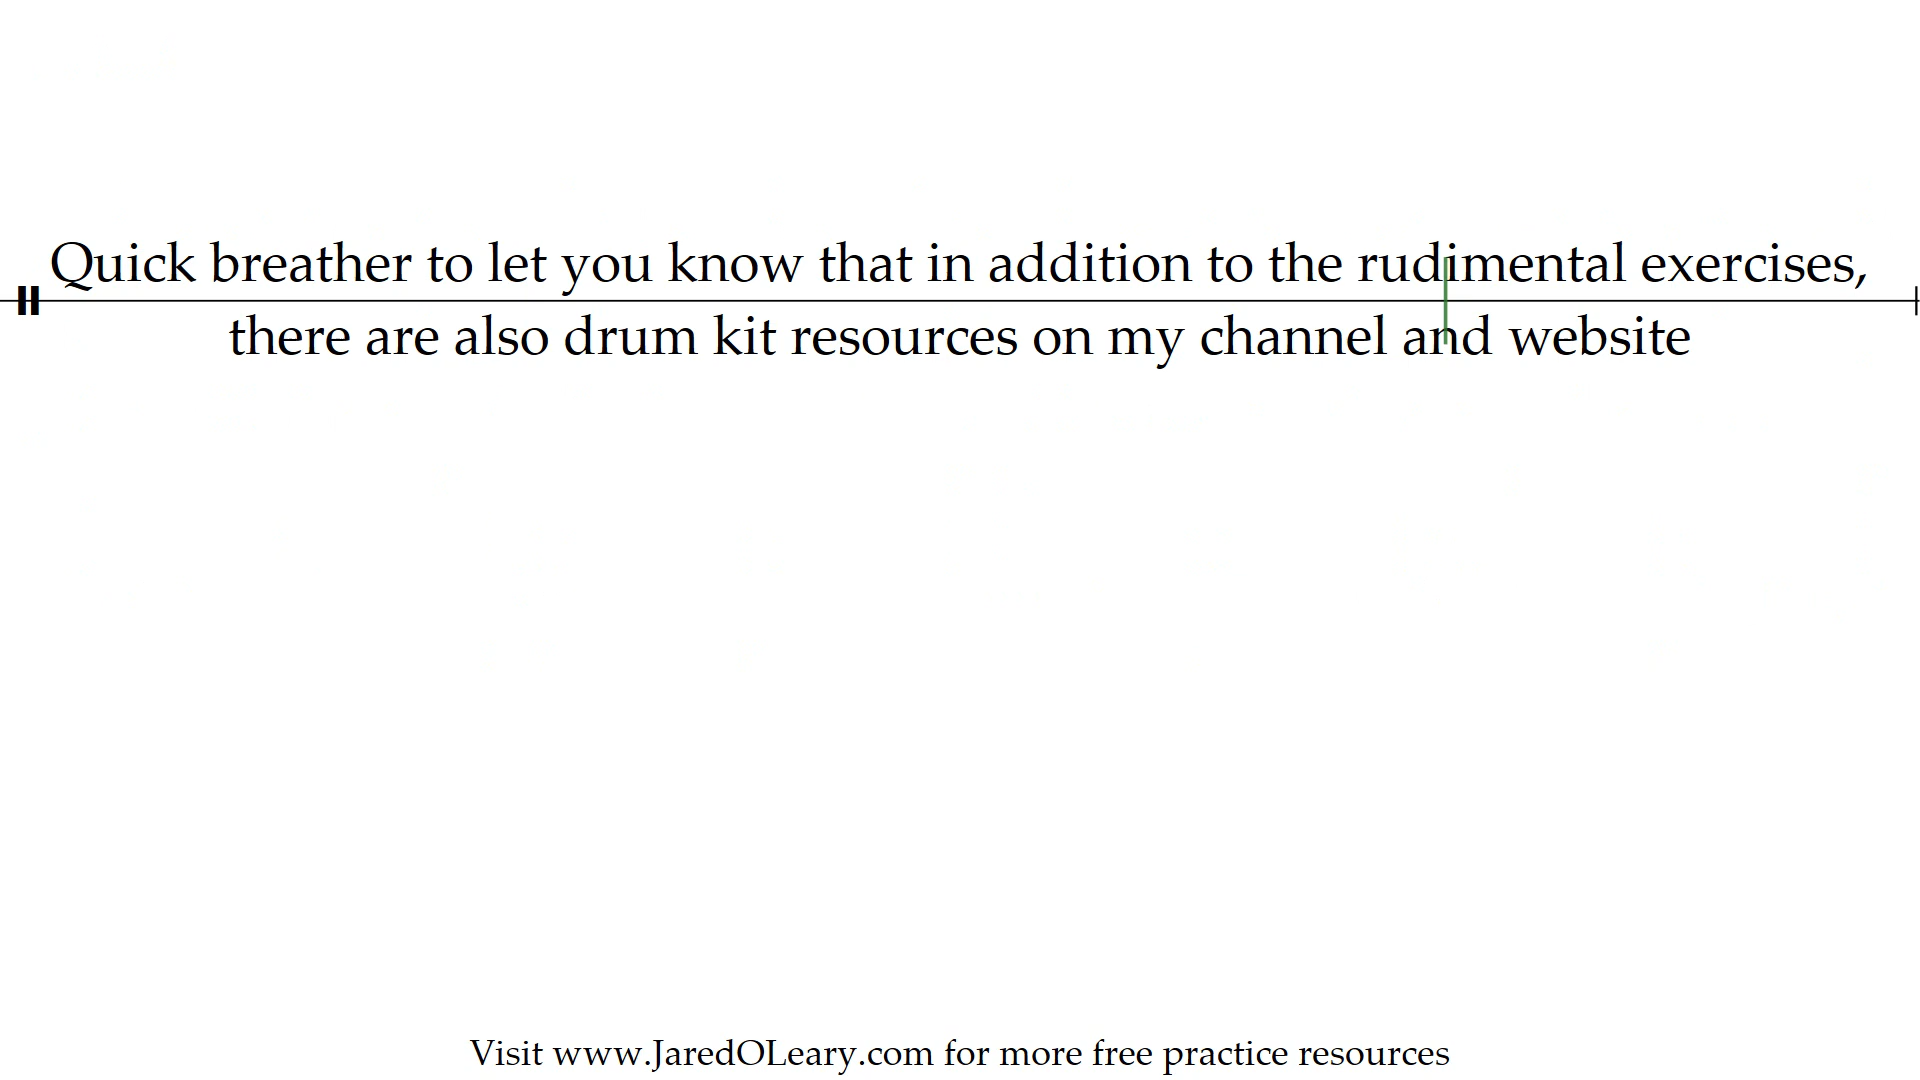 Quick breather to let you know that in addition to the rudimental exercises,
there are also drum kit resources on my channel and website
Visit www.JaredOLeary.com for more free practice resources